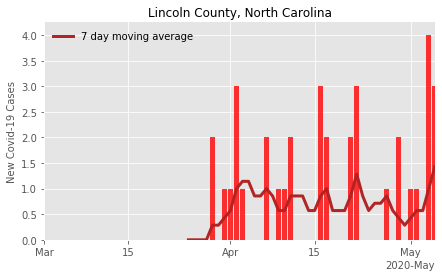 Lincoln County, North Carolina
7 day moving average
New Covid-19 Cases
4.0
3.5
3.0
2.5
2.0
1.5
1.0
0.5
0.0
Mar
15
Apr
15
May
2020-May